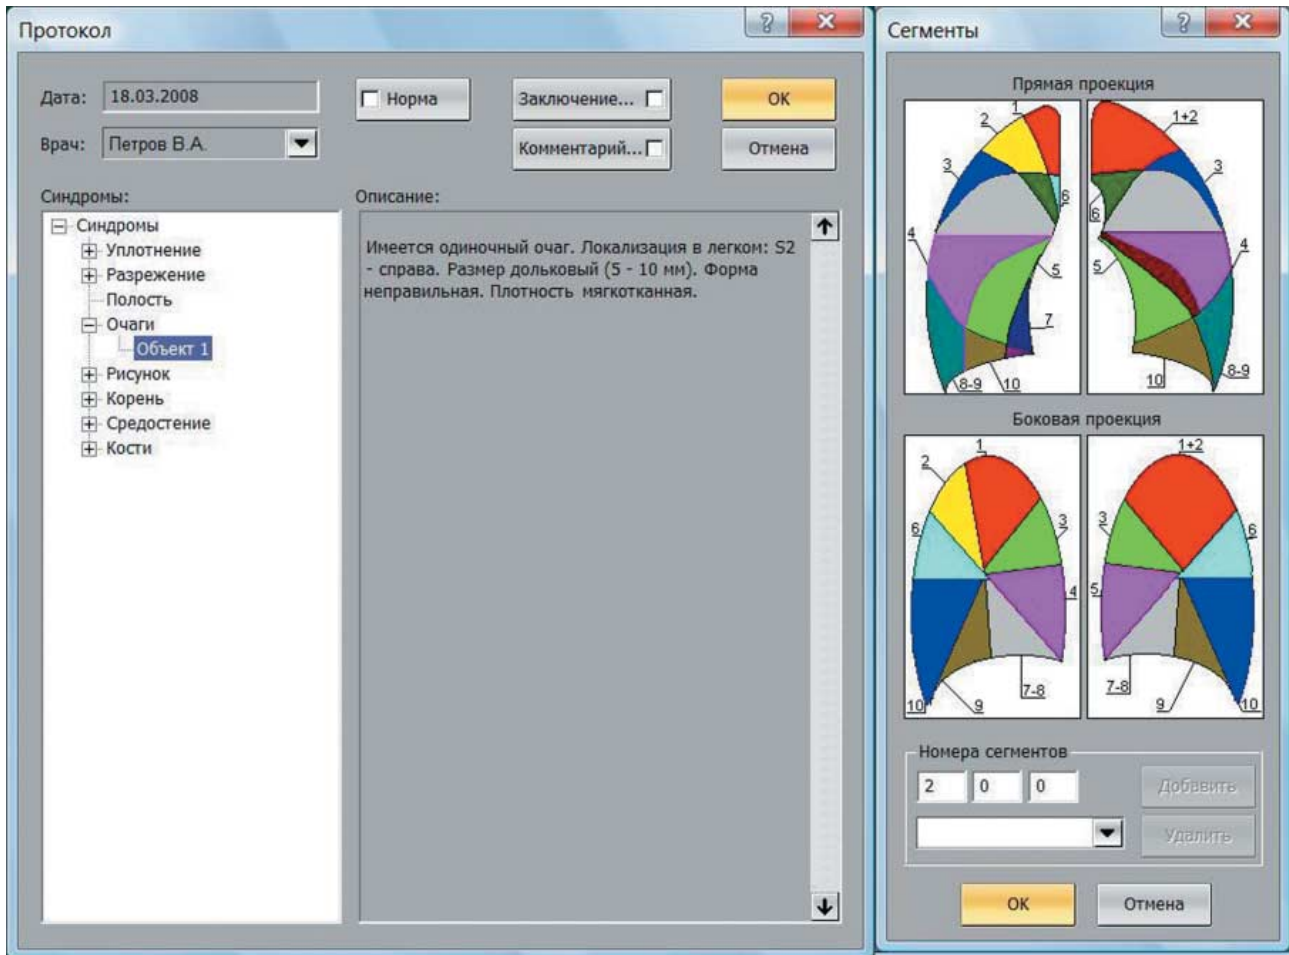 Протокол
Дата: 18.03.2008
Врач: Петров В.А.
Норма
Заключение...
Комментарий...
OK
Отмена
Синдромы:
Синдромы
Уплотнение
Разрежение
Полость
Очаги
Объект 1
Рисунок
Корень
Средостение
Кости
Описание:
Имеется одиночный очаг. Локализация в легком: S2
- справа. Размер дольковый (5 - 10 мм). Форма
неправильная. Плотность мягкотканная.
Сегменты
Прямая проекция
1
2
3
6
4
5
7
8-9
10
1+2
3
6
4
5
8-9
10
Боковая проекция
1
2
6
3
4
7-8
10
9
1+2
3
6
5
7-8
9
10
Номера сегментов
2 0 0
Добавить
Удалить
OK
Отмена